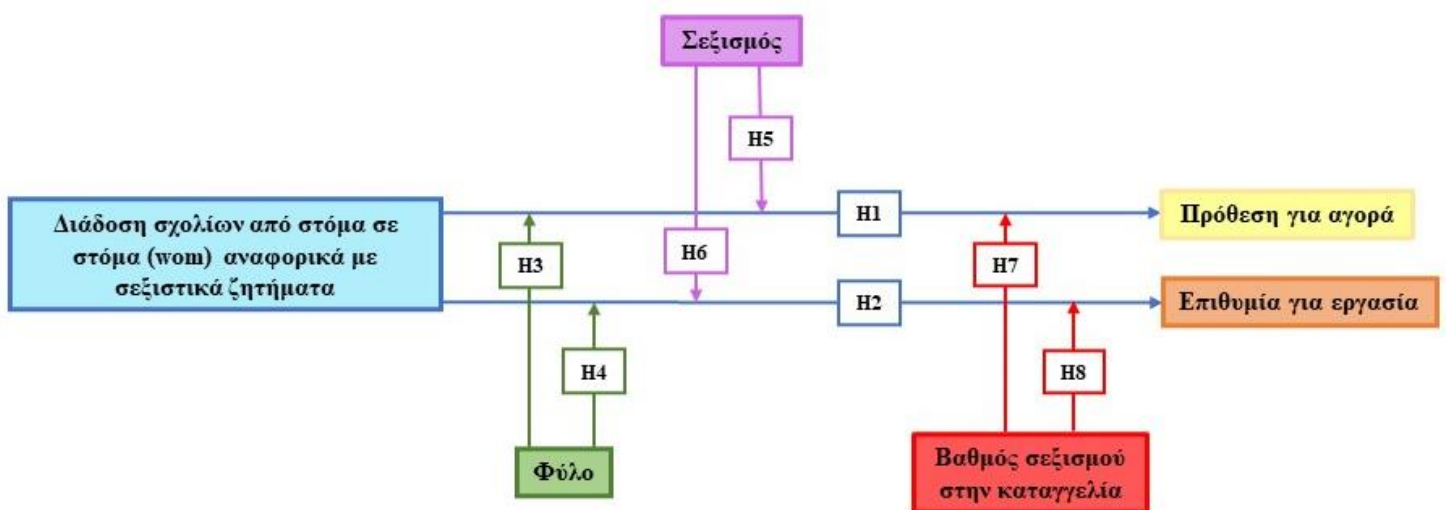 Σεξισμός
H5
Διάδοση σχολίων από στόμα σε
στόμα (wom) αναφορικά με
σεξιστικά ζητήματα
H1
Πρόθεση για αγορά
H3
H6
H7
H2
Επιθυμία για εργασία
H4
H8
Φύλο
Βαθμός σεξισμού
στην καταγγελία